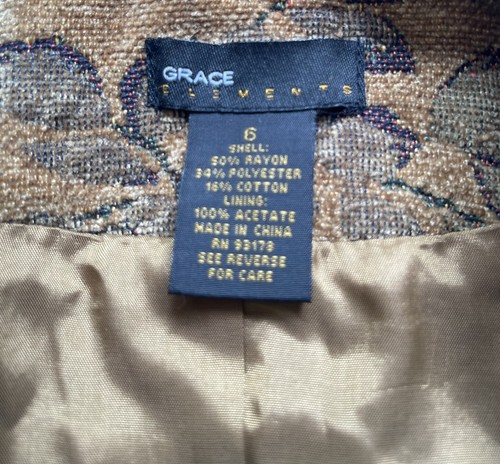 GRACE
ELEMENTS
6
SHELL:
50% RAYON
34% POLYESTER
16% COTTON
LINING:
100% ACETATE
MADE IN CHINA
RN 93173
SEE REVERSE
FOR CARE